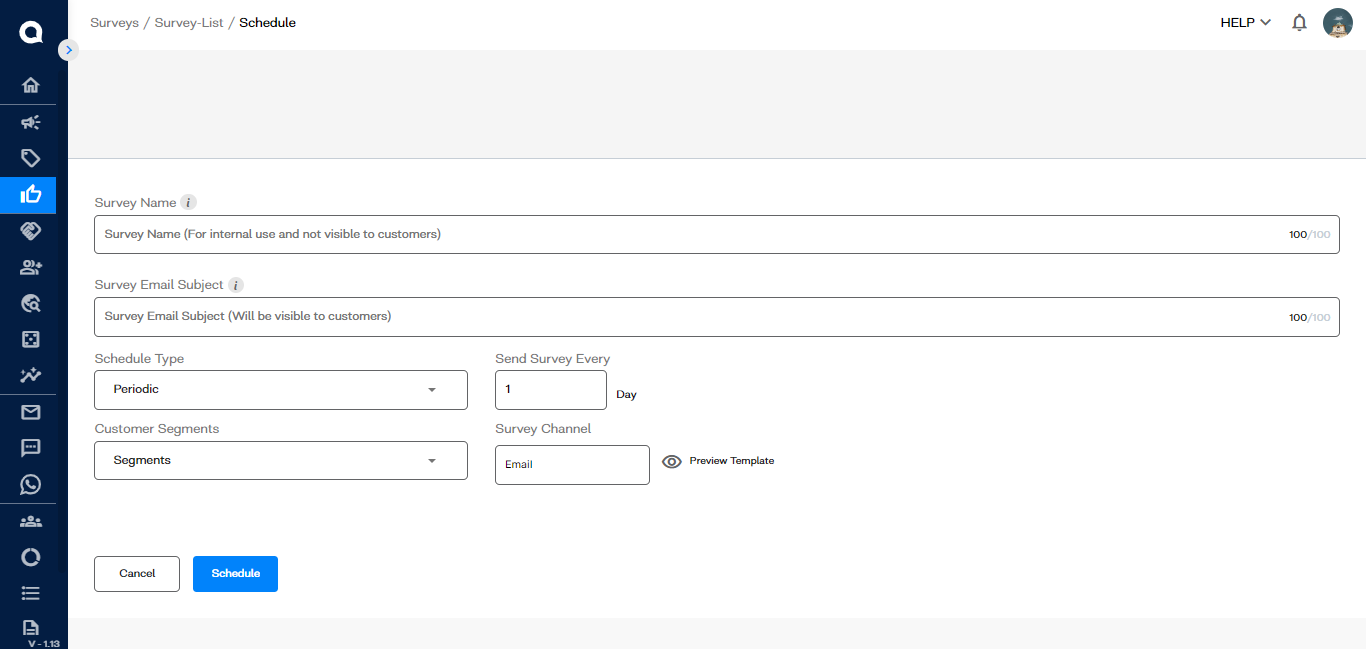 Surveys / Survey-List / Schedule
HELP
Survey Name i
Survey Name (For internal use and not visible to customers) 100/100
Survey Email Subject i
Survey Email Subject (Will be visible to customers) 100/100
Schedule Type Send Survey Every
Periodic 1 Day
Customer Segments Survey Channel
Segments Email Preview Template
Cancel Schedule
V - 1.13